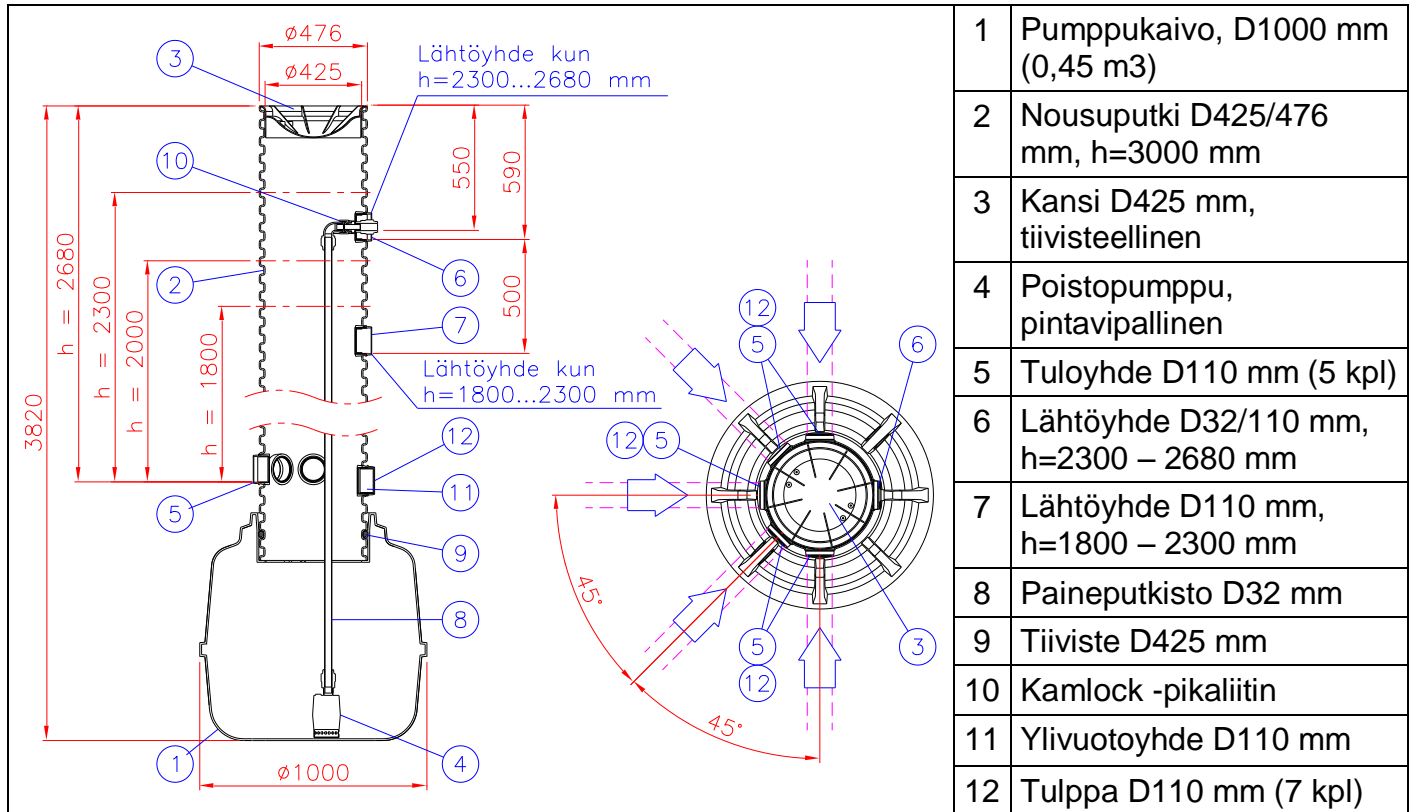 ø476
ø425
3
Lähtöyhde kun
h=2300...2680 mm
10
550
590
6
500
2
7
Lähtöyhde kun
h=1800...2300 mm
h = 2680
h = 2300
h = 2000
h = 1800
3820
12
11
5
9
8
1
4
ø1000
12
5
6
12
5
5
12
3
45°
45°
1 Pumppukaivo, D1000 mm
(0,45 m3)
2 Nousuputki D425/476
mm, h=3000 mm
3 Kansi D425 mm,
tiivisteellinen
4 Poistopumppu,
pintavipallinen
5 Tuloyhde D110 mm (5 kpl)
6 Lähtöyhde D32/110 mm,
h=2300 – 2680 mm
7 Lähtöyhde D110 mm,
h=1800 – 2300 mm
8 Paineputkisto D32 mm
9 Tiiviste D425 mm
10 Kamlock -pikaliitin
11 Ylivuotoyhde D110 mm
12 Tulppa D110 mm (7 kpl)